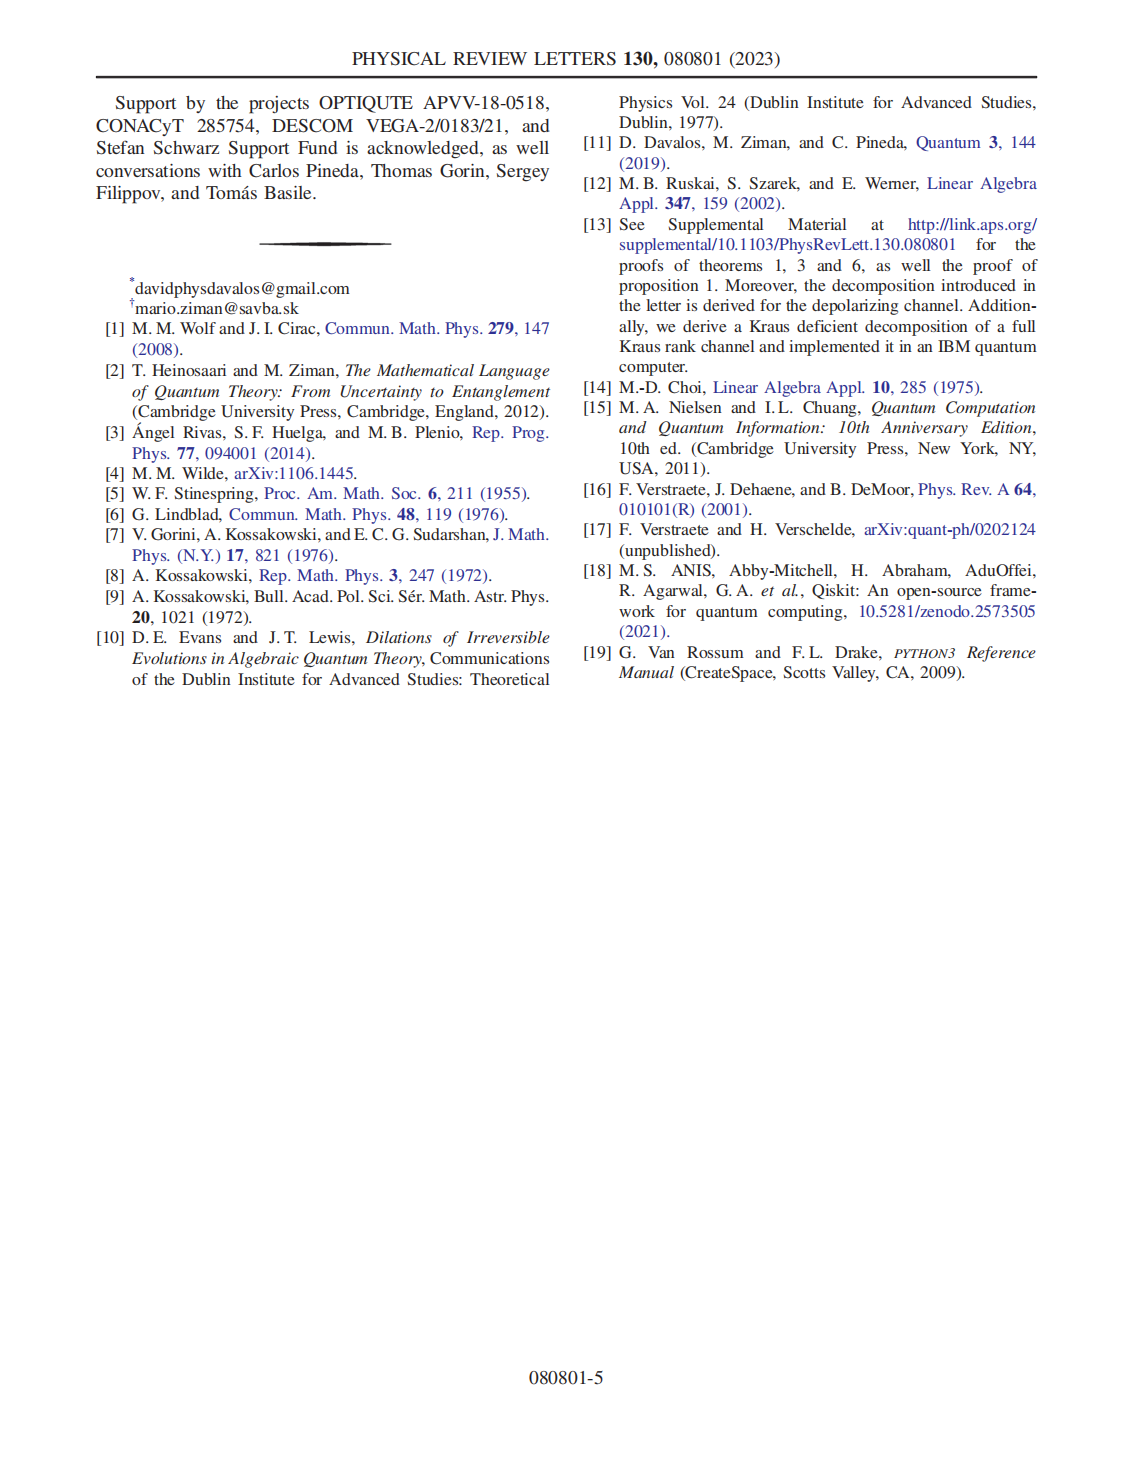 PHYSICAL REVIEW LETTERS 130, 080801 (2023)
Support by the projects OPTIQUTE APVV-18-0518,
CONACyT 285754, DESCOM VEGA-2/0183/21, and
Stefan Schwarz Support Fund is acknowledged, as well
conversations with Carlos Pineda, Thomas Gorin, Sergey
Filippov, and Tomás Basile.
*davidphysdavalos@gmail.com
†mario.ziman@savba.sk
[1] M. M. Wolf and J. I. Cirac, Commun. Math. Phys. 279, 147
(2008).
[2] T. Heinosaari and M. Ziman, The Mathematical Language
of Quantum Theory: From Uncertainty to Entanglement
(Cambridge University Press, Cambridge, England, 2012).
[3] Ángel Rivas, S. F. Huelga, and M. B. Plenio, Rep. Prog.
Phys. 77, 094001 (2014).
[4] M. M. Wilde, arXiv:1106.1445.
[5] W. F. Stinespring, Proc. Am. Math. Soc. 6, 211 (1955).
[6] G. Lindblad, Commun. Math. Phys. 48, 119 (1976).
[7] V. Gorini, A. Kossakowski, and E. C. G. Sudarshan, J. Math.
Phys. (N.Y.) 17, 821 (1976).
[8] A. Kossakowski, Rep. Math. Phys. 3, 247 (1972).
[9] A. Kossakowski, Bull. Acad. Pol. Sci. Sér. Math. Astr. Phys.
20, 1021 (1972).
[10] D. E. Evans and J. T. Lewis, Dilations of Irreversible
Evolutions in Algebraic Quantum Theory, Communications
of the Dublin Institute for Advanced Studies: Theoretical
Physics Vol. 24 (Dublin Institute for Advanced Studies,
Dublin, 1977).
[11] D. Davalos, M. Ziman, and C. Pineda, Quantum 3, 144
(2019).
[12] M. B. Ruskai, S. Szarek, and E. Werner, Linear Algebra
Appl. 347, 159 (2002).
[13] See Supplemental Material at http://link.aps.org/
supplemental/10.1103/PhysRevLett.130.080801 for the
proofs of theorems 1, 3 and 6, as well the proof of
proposition 1. Moreover, the decomposition introduced in
the letter is derived for the depolarizing channel. Addition-
ally, we derive a Kraus deficient decomposition of a full
Kraus rank channel and implemented it in an IBM quantum
computer.
[14] M.-D. Choi, Linear Algebra Appl. 10, 285 (1975).
[15] M. A. Nielsen and I. L. Chuang, Quantum Computation
and Quantum Information: 10th Anniversary Edition,
10th ed. (Cambridge University Press, New York, NY,
USA, 2011).
[16] F. Verstraete, J. Dehaene, and B. DeMoor, Phys. Rev. A 64,
010101(R) (2001).
[17] F. Verstraete and H. Verschelde, arXiv:quant-ph/0202124
(unpublished).
[18] M. S. ANIS, Abby-Mitchell, H. Abraham, AduOffei,
R. Agarwal, G. A. et al., Qiskit: An open-source frame-
work for quantum computing, 10.5281/zenodo.2573505
(2021).
[19] G. Van Rossum and F. L. Drake, PYTHON3 Reference
Manual (CreateSpace, Scotts Valley, CA, 2009).
080801-5